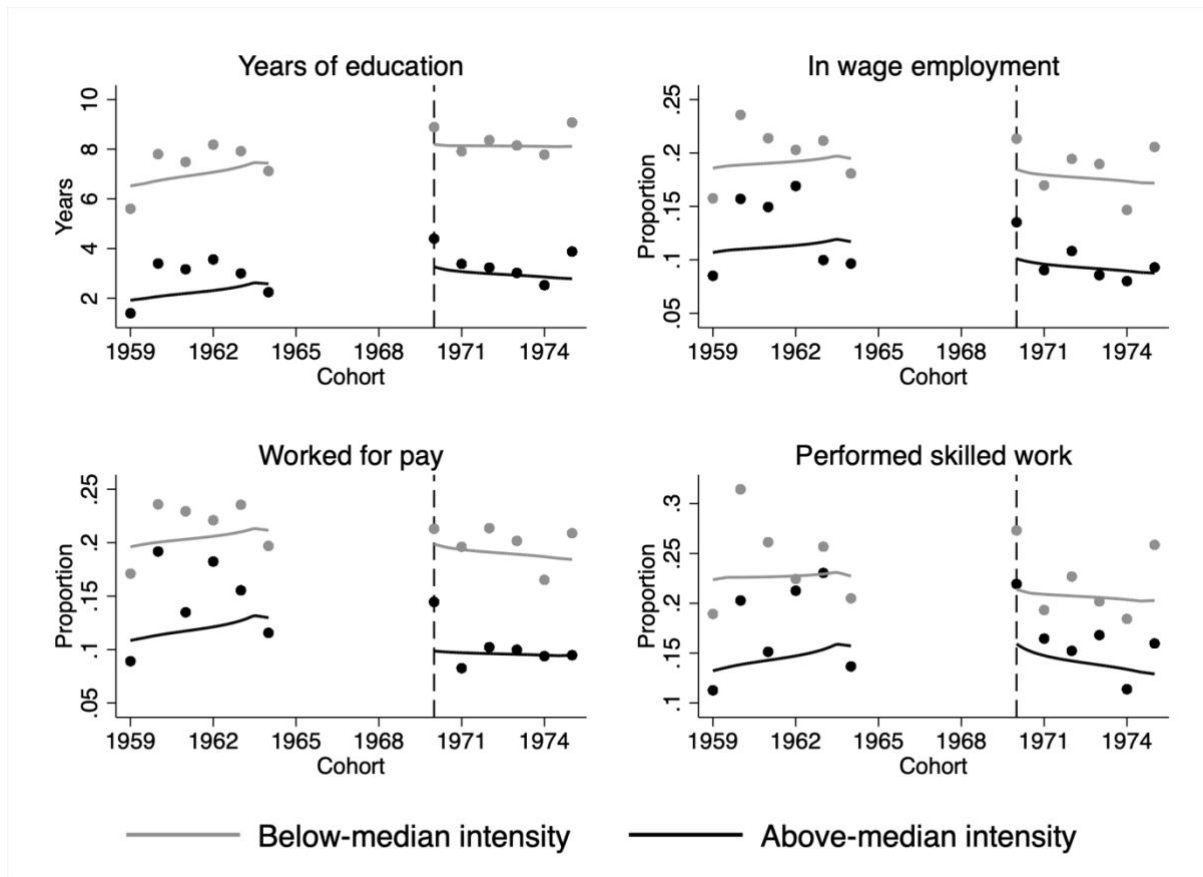 Years of education
10
8
6
4
2
Years
1959 1962 1965 1968 1971 1974
Cohort
In wage employment
.25
.2
.15
.1
.05
Proportion
1959 1962 1965 1968 1971 1974
Cohort
Worked for pay
.25
.2
.15
.1
.05
Proportion
1959 1962 1965 1968 1971 1974
Cohort
Performed skilled work
.3
.25
.2
.15
.1
Proportion
1959 1962 1965 1968 1971 1974
Cohort
Below-median intensity
Above-median intensity